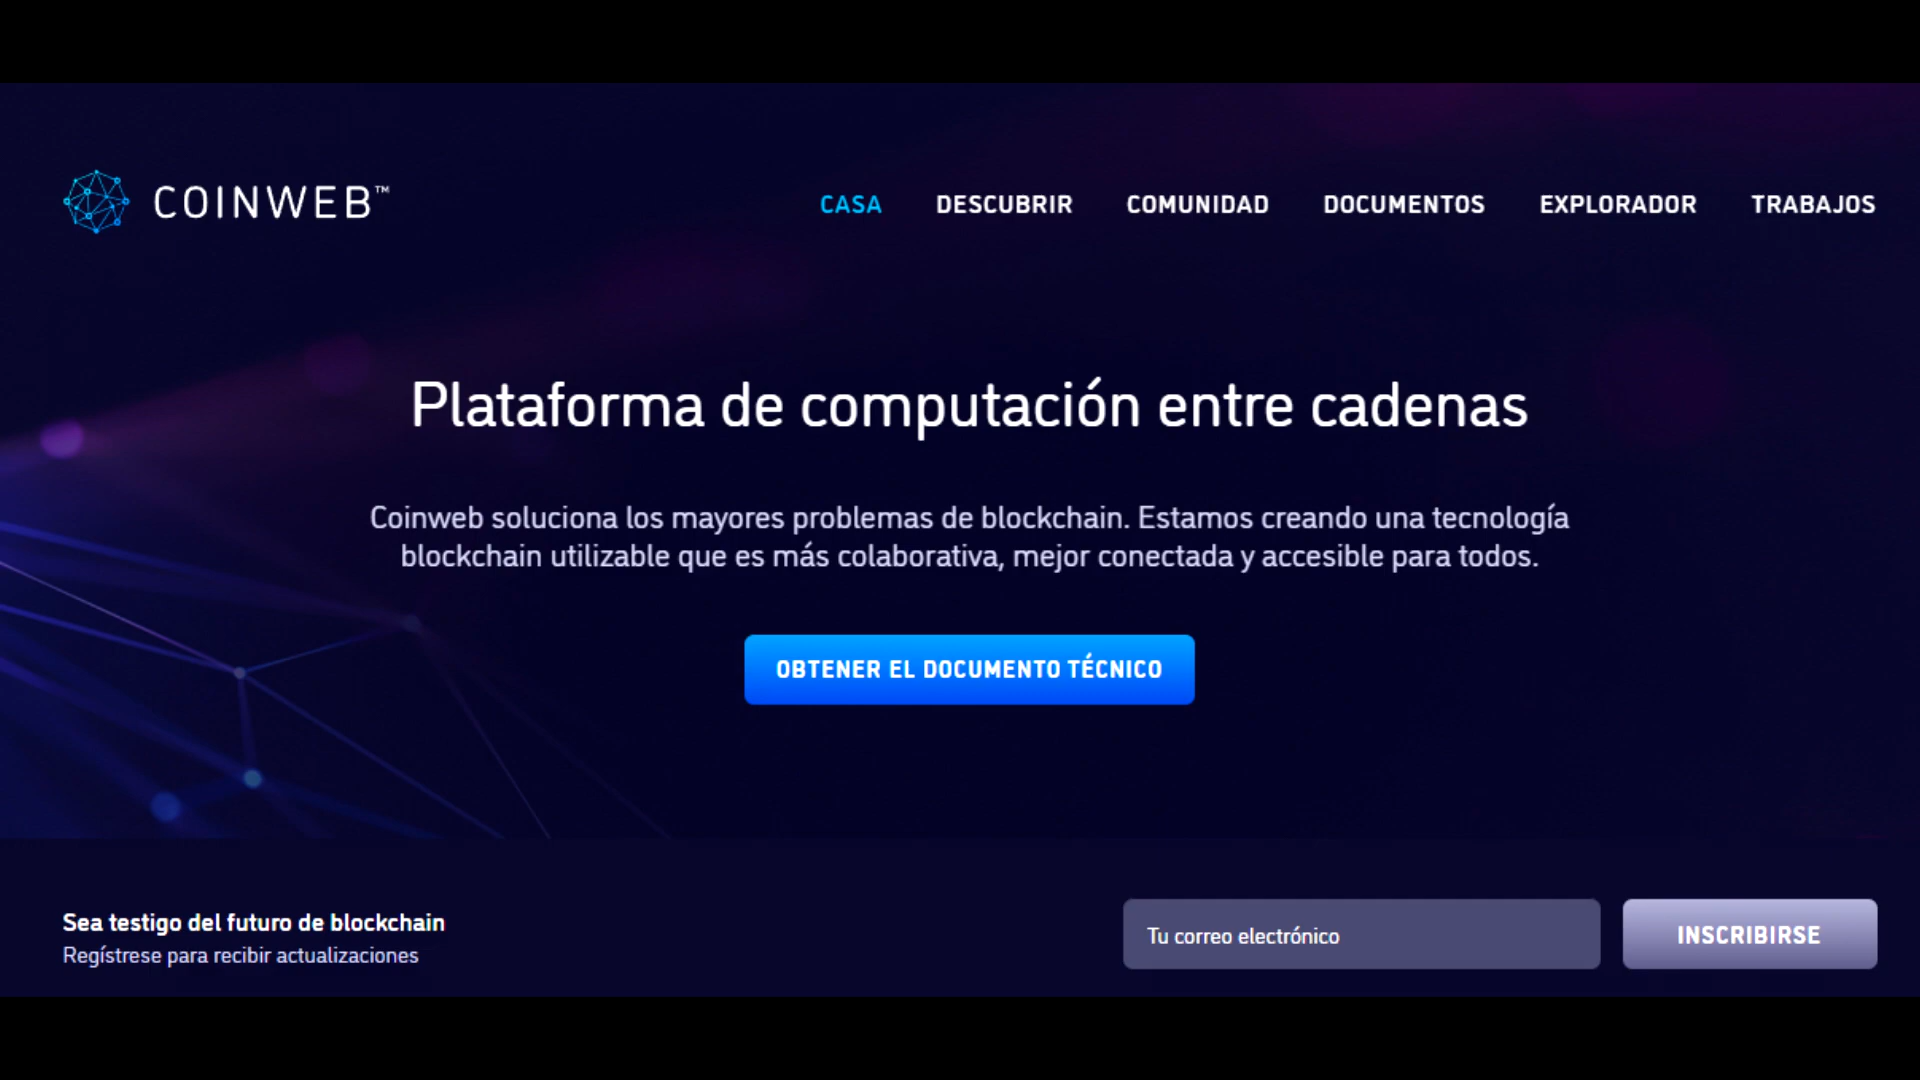 COINWEB™
CASA DESCUBRIR COMUNIDAD DOCUMENTOS EXPLORADOR TRABAJOS
Plataforma de computación entre cadenas
Coinweb soluciona los mayores problemas de blockchain. Estamos creando una tecnología
blockchain utilizable que es más colaborativa, mejor conectada y accesible para todos.
OBTENER EL DOCUMENTO TÉCNICO
Sea testigo del futuro de blockchain
Regístrese para recibir actualizaciones
Tu correo electrónico
INSCRIBIRSE